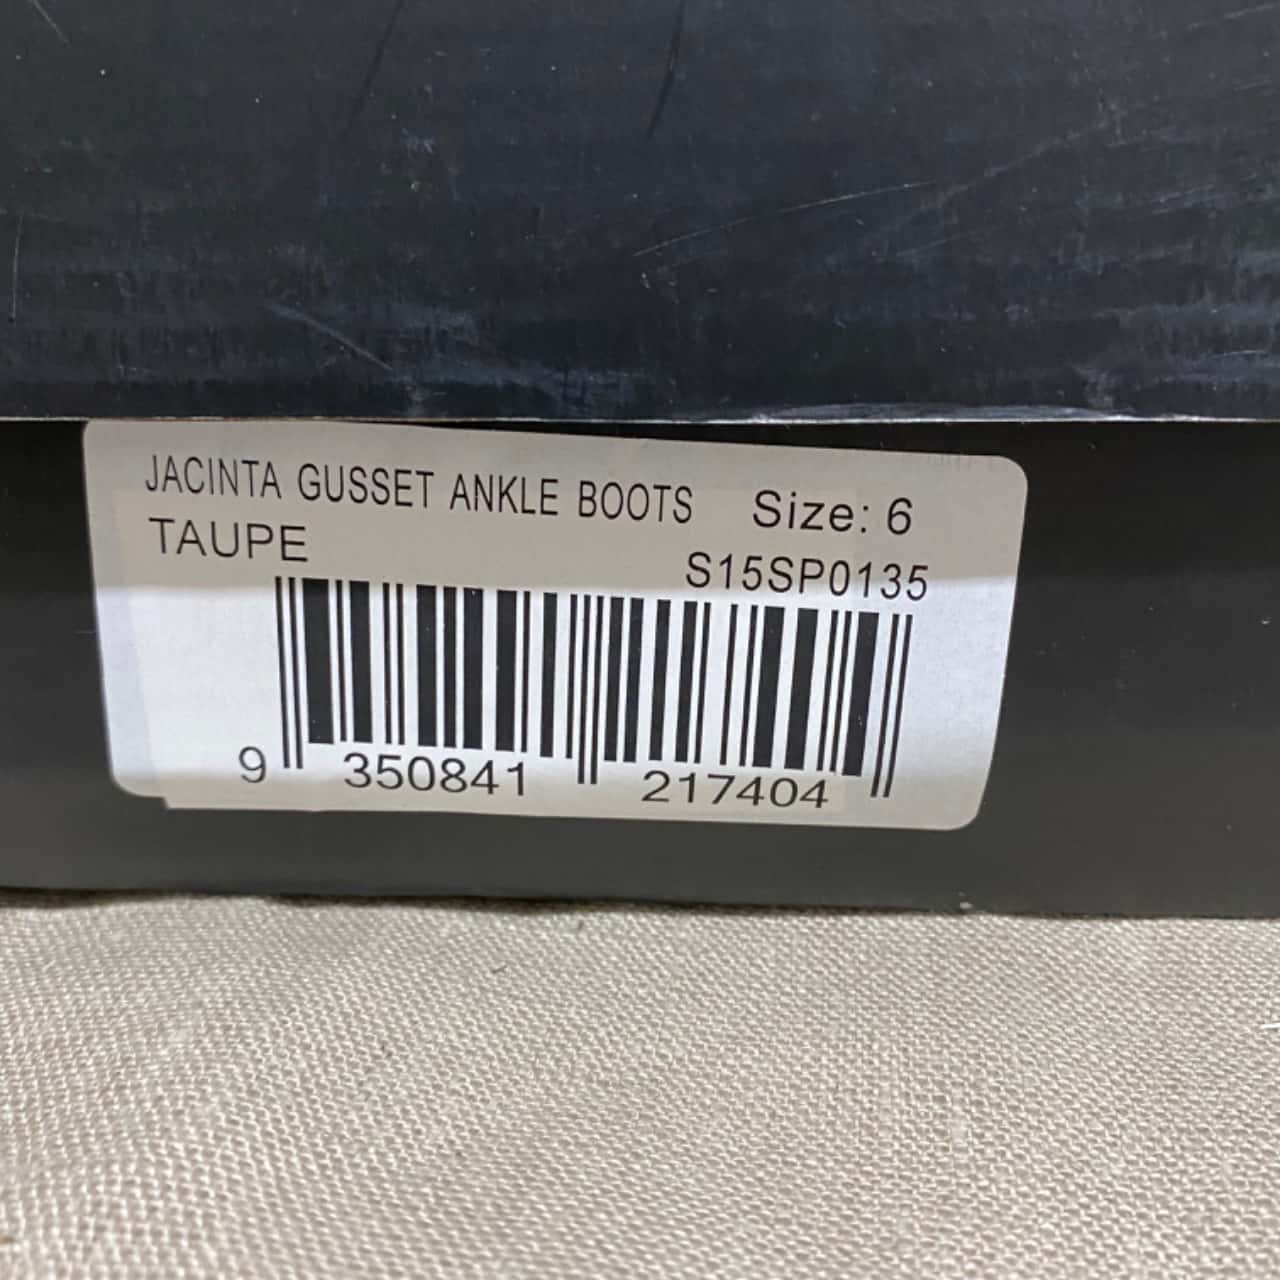 JACINTA GUSSET ANKLE BOOTS Size: 6
TAUPE S15SP0135
9 350841 217404